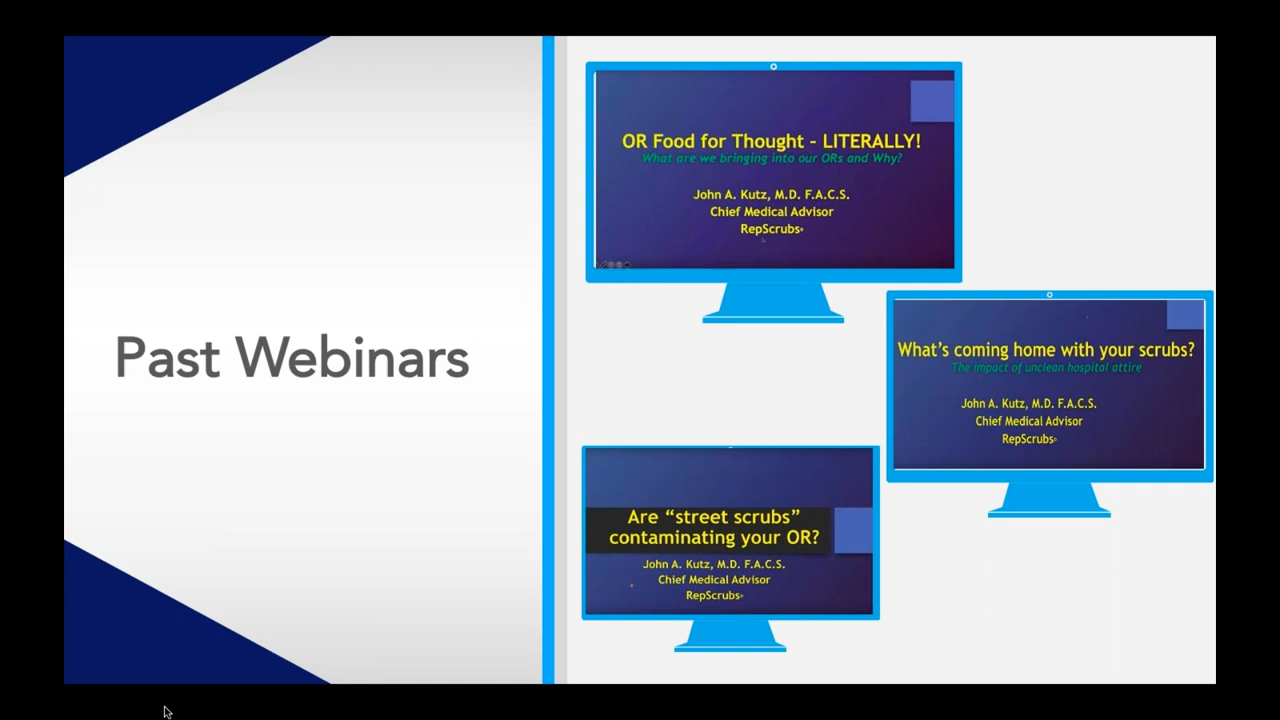 Past Webinars
OR Food for Thought - LITERALLY!
What are we bringing into our ORs and Why?
John A. Kutz, M.D. F.A.C.S.
Chief Medical Advisor
RepScrubs
What's coming home with your scrubs?
The impact of unclean hospital attire
John A. Kutz, M.D. F.A.C.S.
Chief Medical Advisor
RepScrubs
Are “street scrubs”
contaminating your OR?
John A. Kutz, M.D. F.A.C.S.
Chief Medical Advisor
RepScrubs